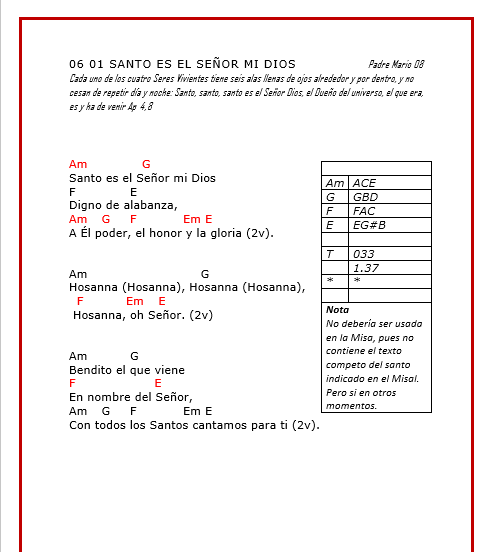 06 01 SANTO ES EL SEÑOR MI DIOS Padre Mario 08
Cada uno de los cuatro Seres Vivientes tiene seis alas llenas de ojos alrededor y por dentro, y no
cesan de repetir día y noche: Santo, santo, santo es el Señor Dios, el Dueño del universo, el que era,
es y ha de venir Ap 4,8
Am G
Santo es el Señor mi Dios
F E
Digno de alabanza,
Am G F Em E
A Él poder, el honor y la gloria (2v).
Am G
Hosanna (Hosanna), Hosanna (Hosanna),
F Em E
Hosanna, oh Señor. (2v)
Am G
Bendito el que viene
F E
En nombre del Señor,
Am G F Em E
Con todos los Santos cantamos para ti (2v).
Am ACE
G GBD
F FAC
E EG#B
T 033
1.37
* *
Nota
No debería ser usada
en la Misa, pues no
contiene el texto
competo del santo
indicado en el Misal.
Pero si en otros
momentos.